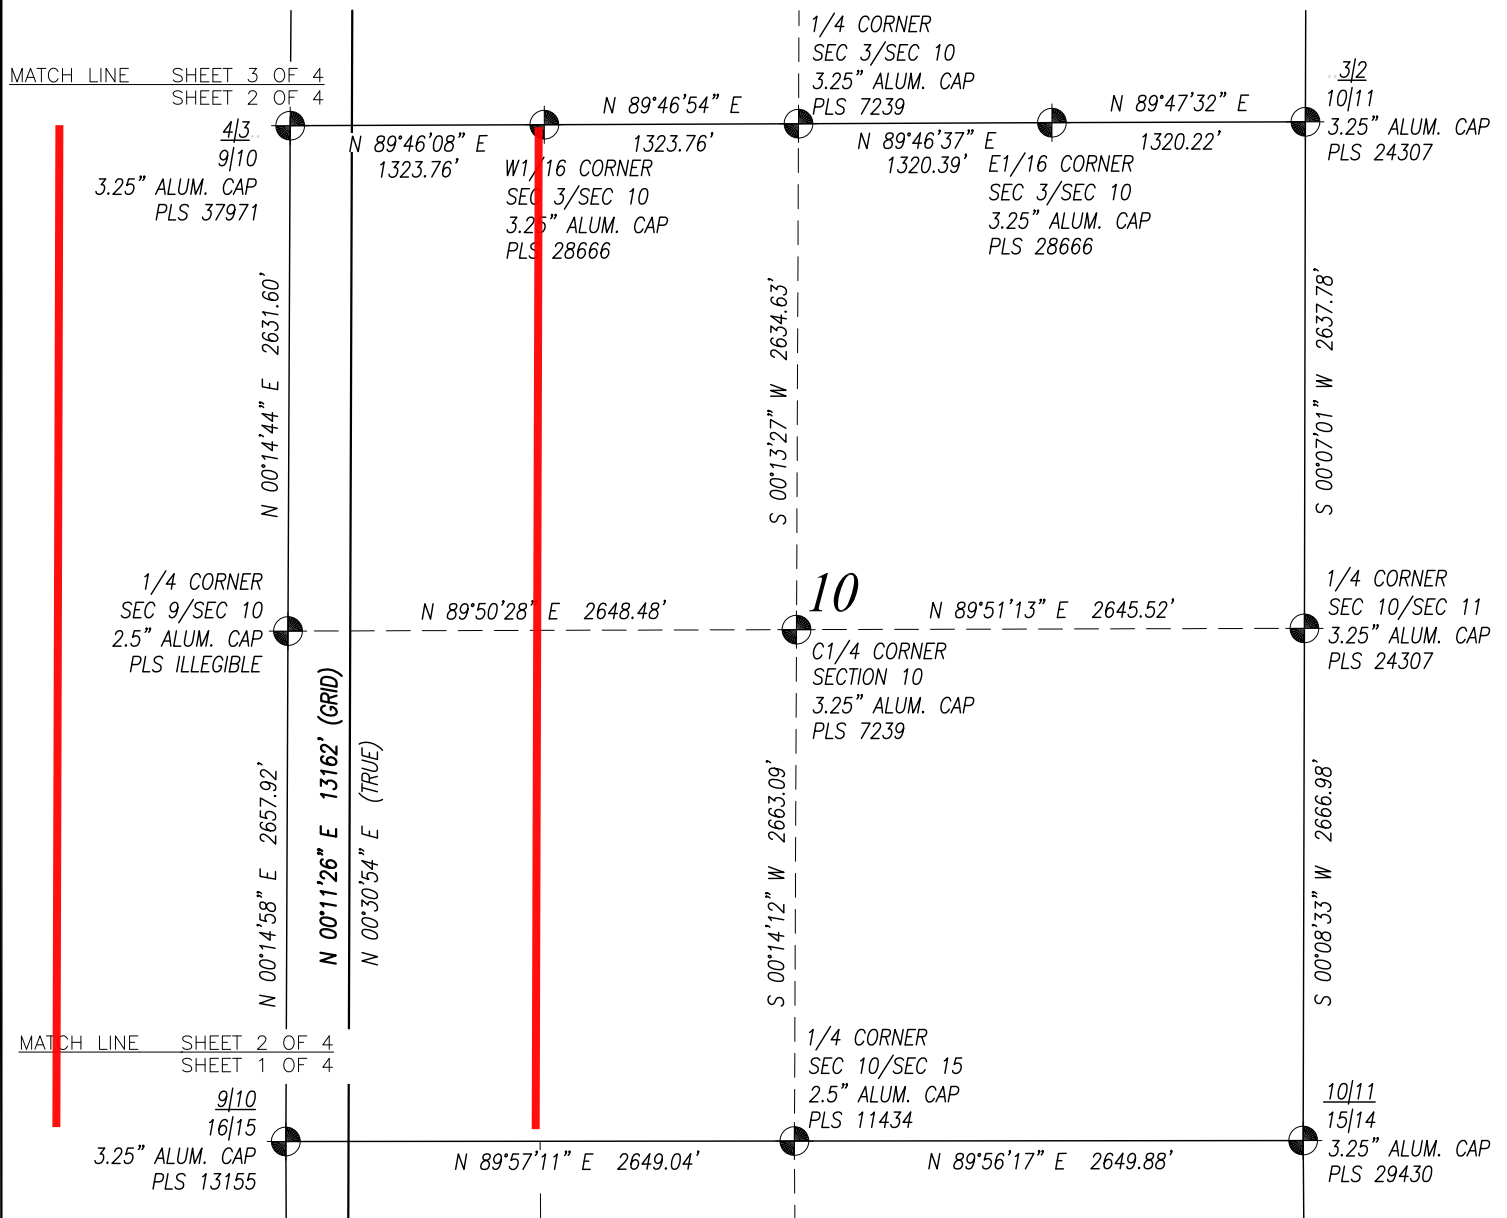 1/4 CORNER
SEC 3/SEC 10
3.25" ALUM. CAP
PLS 7239
MATCH LINE SHEET 3 OF 4
SHEET 2 OF 4
4|3
9|10
3.25" ALUM. CAP
PLS 37971
N 89°46'08" E
1323.76'
N 89°46'54" E
1323.76'
W1/16 CORNER
SEC 3/SEC 10
3.25" ALUM. CAP
PLS 28666
N 89°46'37" E
1320.39'
N 89°47'32" E
1320.22'
E1/16 CORNER
SEC 3/SEC 10
3.25" ALUM. CAP
PLS 28666
3|2
10|11
3.25" ALUM. CAP
PLS 24307
N 00°14'44" E 2631.60'
S 00°13'27" W 2634.63'
S 00°07'01" W 2637.78'
1/4 CORNER
SEC 9/SEC 10
2.5" ALUM. CAP
PLS ILLEGIBLE
N 89°50'28" E 2648.48'
10
N 89°51'13" E 2645.52'
C1/4 CORNER
SECTION 10
3.25" ALUM. CAP
PLS 7239
1/4 CORNER
SEC 10/SEC 11
3.25" ALUM. CAP
PLS 24307
N 00°14'58" E 2657.92'
N 00°11'26" E 13162' (GRID)
N 00°30'54" E (TRUE)
S 00°14'12" W 2663.09'
S 00°08'33" W 2666.98'
MATCH LINE SHEET 2 OF 4
SHEET 1 OF 4
9|10
16|15
3.25" ALUM. CAP
PLS 13155
N 89°57'11" E 2649.04'
1/4 CORNER
SEC 10/SEC 15
2.5" ALUM. CAP
PLS 11434
N 89°56'17" E 2649.88'
10|11
15|14
3.25" ALUM. CAP
PLS 29430